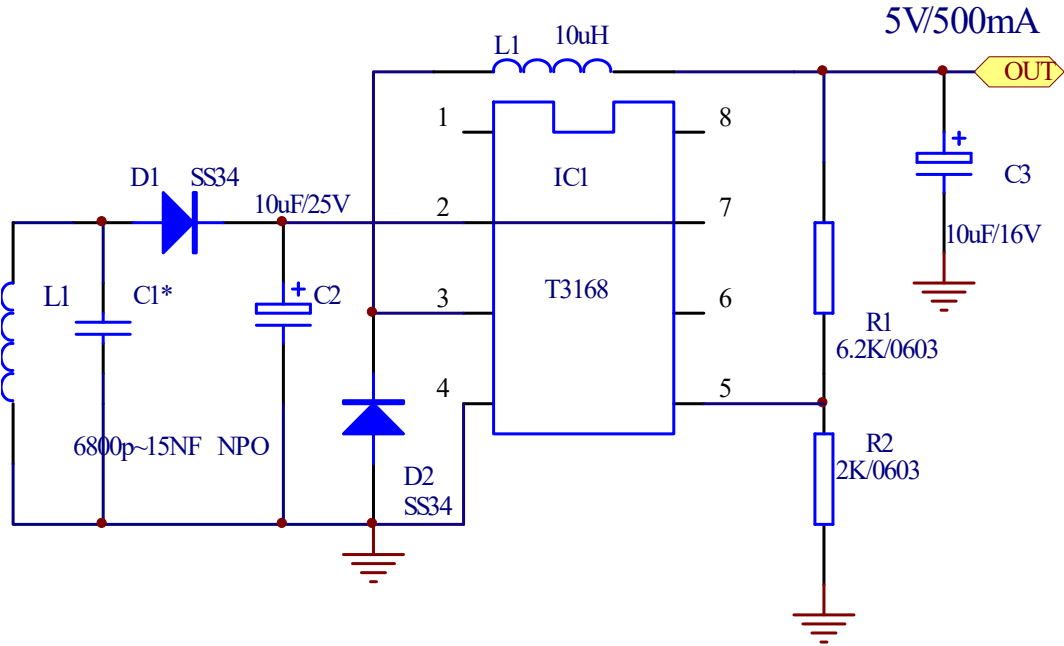 5V/500mA
L1
10uH
OUT
1
8
IC1
C3
D1
SS34
10uF/25V
2
7
10uF/16V
L1
C1*
C2
3
T3168
6
R1
6.2K/0603
4
5
6800p~15NF NPO
R2
2K/0603
D2
SS34